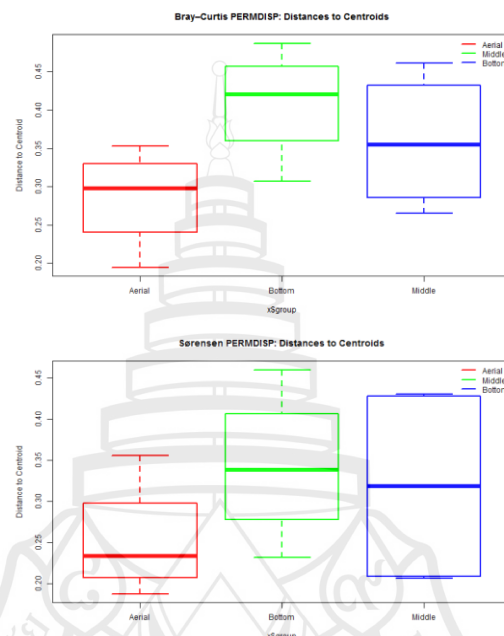 Bray–Curtis PERMDISP: Distances to Centroids
Aerial
Middle
Bottom
Distance to Centroid
0.45
0.40
0.35
0.30
0.25
0.20
Aerial Bottom Middle
x$group
Sørensen PERMDISP: Distances to Centroids
Aerial
Middle
Bottom
Distance to Centroid
0.45
0.40
0.35
0.30
0.25
0.20
Aerial Bottom Middle
x$group